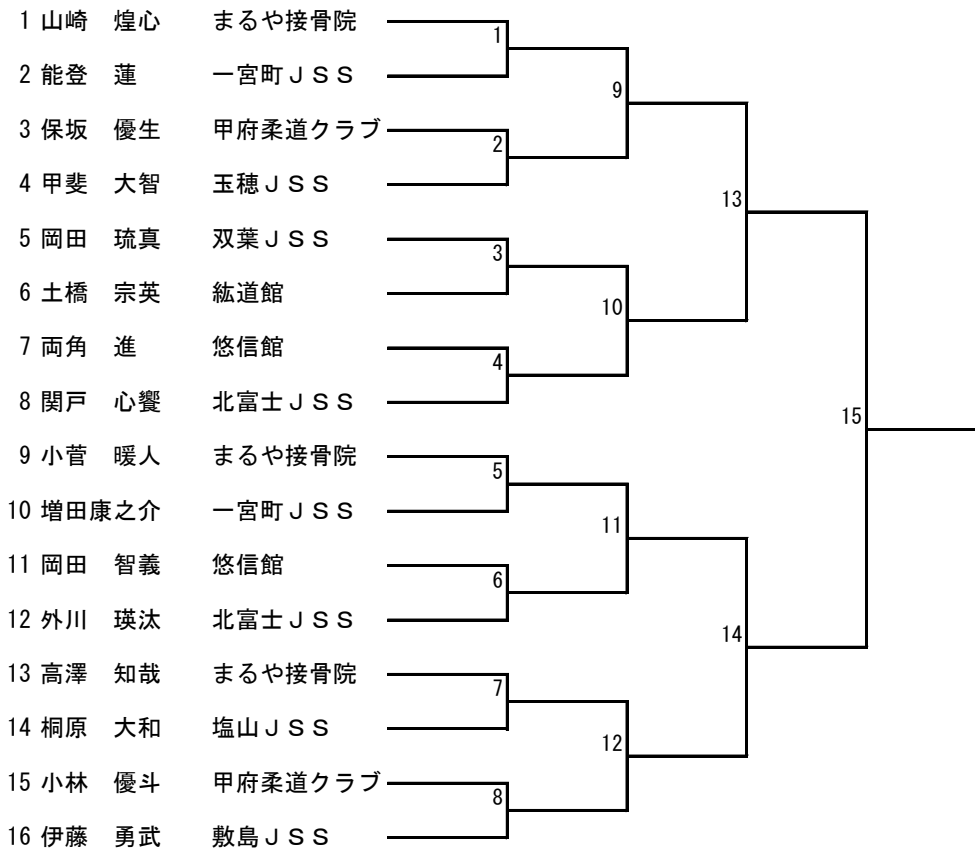 1 山崎　煌心　　まるや接骨院
2 能登　蓮　　一宮町ＪＳＳ
3 保坂　優生　　甲府柔道クラブ
4 甲斐　大智　　玉穂ＪＳＳ
5 岡田　琉真　　双葉ＪＳＳ
6 土橋　宗英　　紘道館
7 両角　進　　悠信館
8 関戸　心響　　北富士ＪＳＳ
9 小菅　暖人　　まるや接骨院
10 増田康之介　　一宮町ＪＳＳ
11 岡田　智義　　悠信館
12 外川　瑛汰　　北富士ＪＳＳ
13 高澤　知哉　　まるや接骨院
14 桐原　大和　　塩山ＪＳＳ
15 小林　優斗　　甲府柔道クラブ
16 伊藤　勇武　　敷島ＪＳＳ
1
2
3
4
5
6
7
8
9
10
11
12
13
14
15